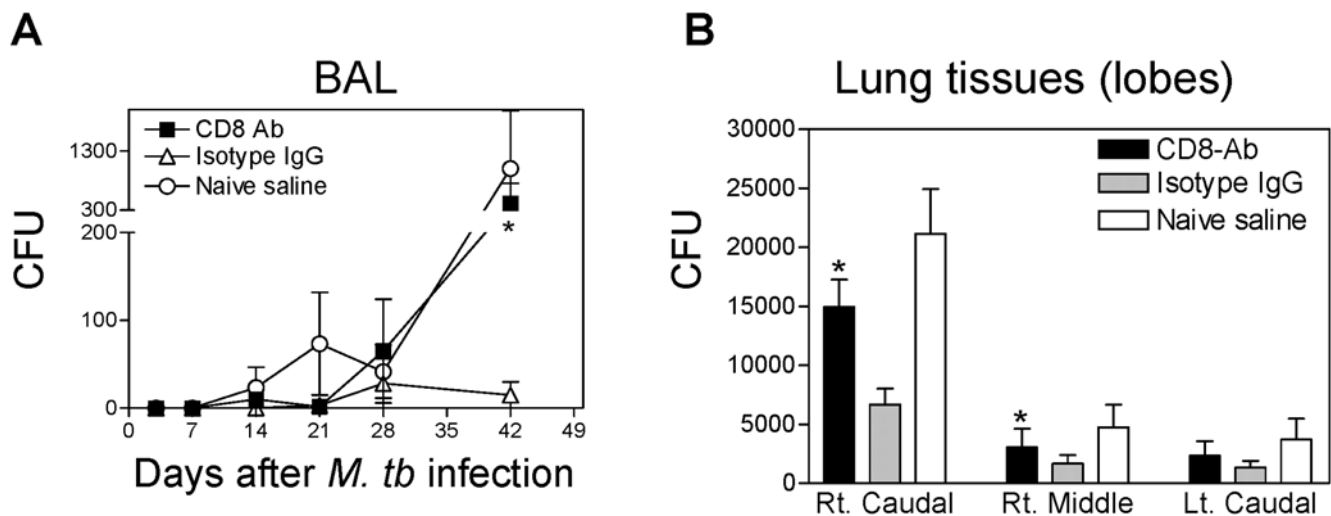 A
BAL
CD8 Ab
Isotype IgG
Naive saline
1300
300
200
100
0
CFU
*
0 7 14 21 28 35 42 49
Days after M. tb infection
B
Lung tissues (lobes)
30000
25000
20000
15000
10000
5000
0
CFU
CD8-Ab
Isotype IgG
Naive saline
*
*
Rt. Caudal Rt. Middle Lt. Caudal